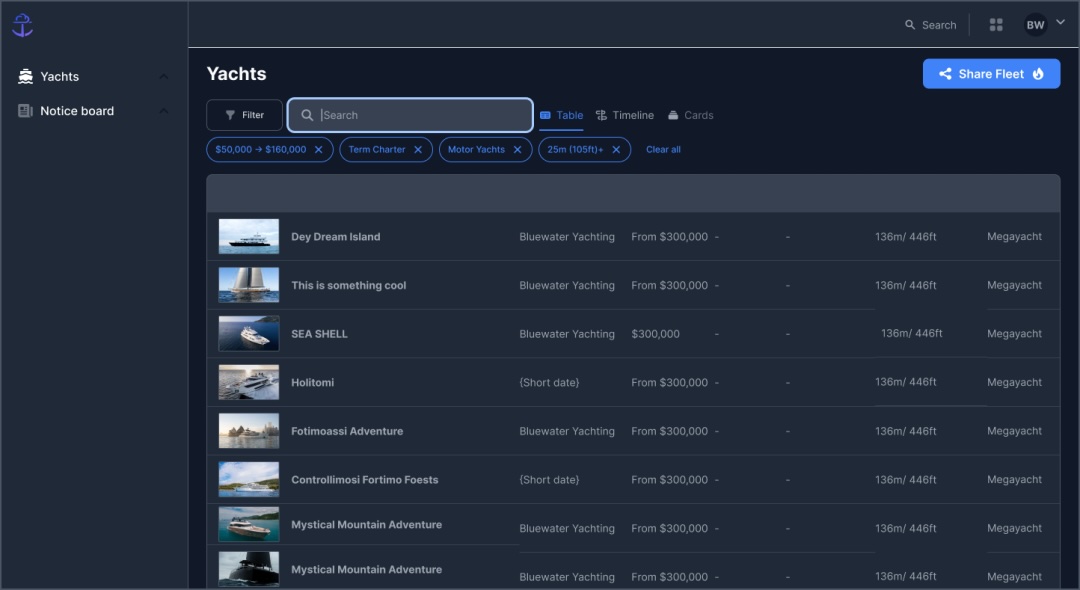 Search
BW
Yachts
Notice board
Yachts
Share Fleet
Filter
Search
Table
Timeline
Cards
$50,000 → $160,000 ✕
Term Charter ✕
Motor Yachts ✕
25m (105ft)+ ✕
Clear all
Dey Dream Island Bluewater Yachting From $300,000 - - 136m/ 446ft Megayacht
This is something cool Bluewater Yachting From $300,000 - - 136m/ 446ft Megayacht
SEA SHELL Bluewater Yachting $300,000 - - 136m/ 446ft Megayacht
Holitomi {Short date} From $300,000 - - 136m/ 446ft Megayacht
Fotimoassi Adventure Bluewater Yachting From $300,000 - - 136m/ 446ft Megayacht
Controllimosi Fortimo Foests {Short date} From $300,000 - - 136m/ 446ft Megayacht
Mystical Mountain Adventure Bluewater Yachting From $300,000 - - 136m/ 446ft Megayacht
Mystical Mountain Adventure Bluewater Yachting From $300,000 - - 136m/ 446ft Megayacht